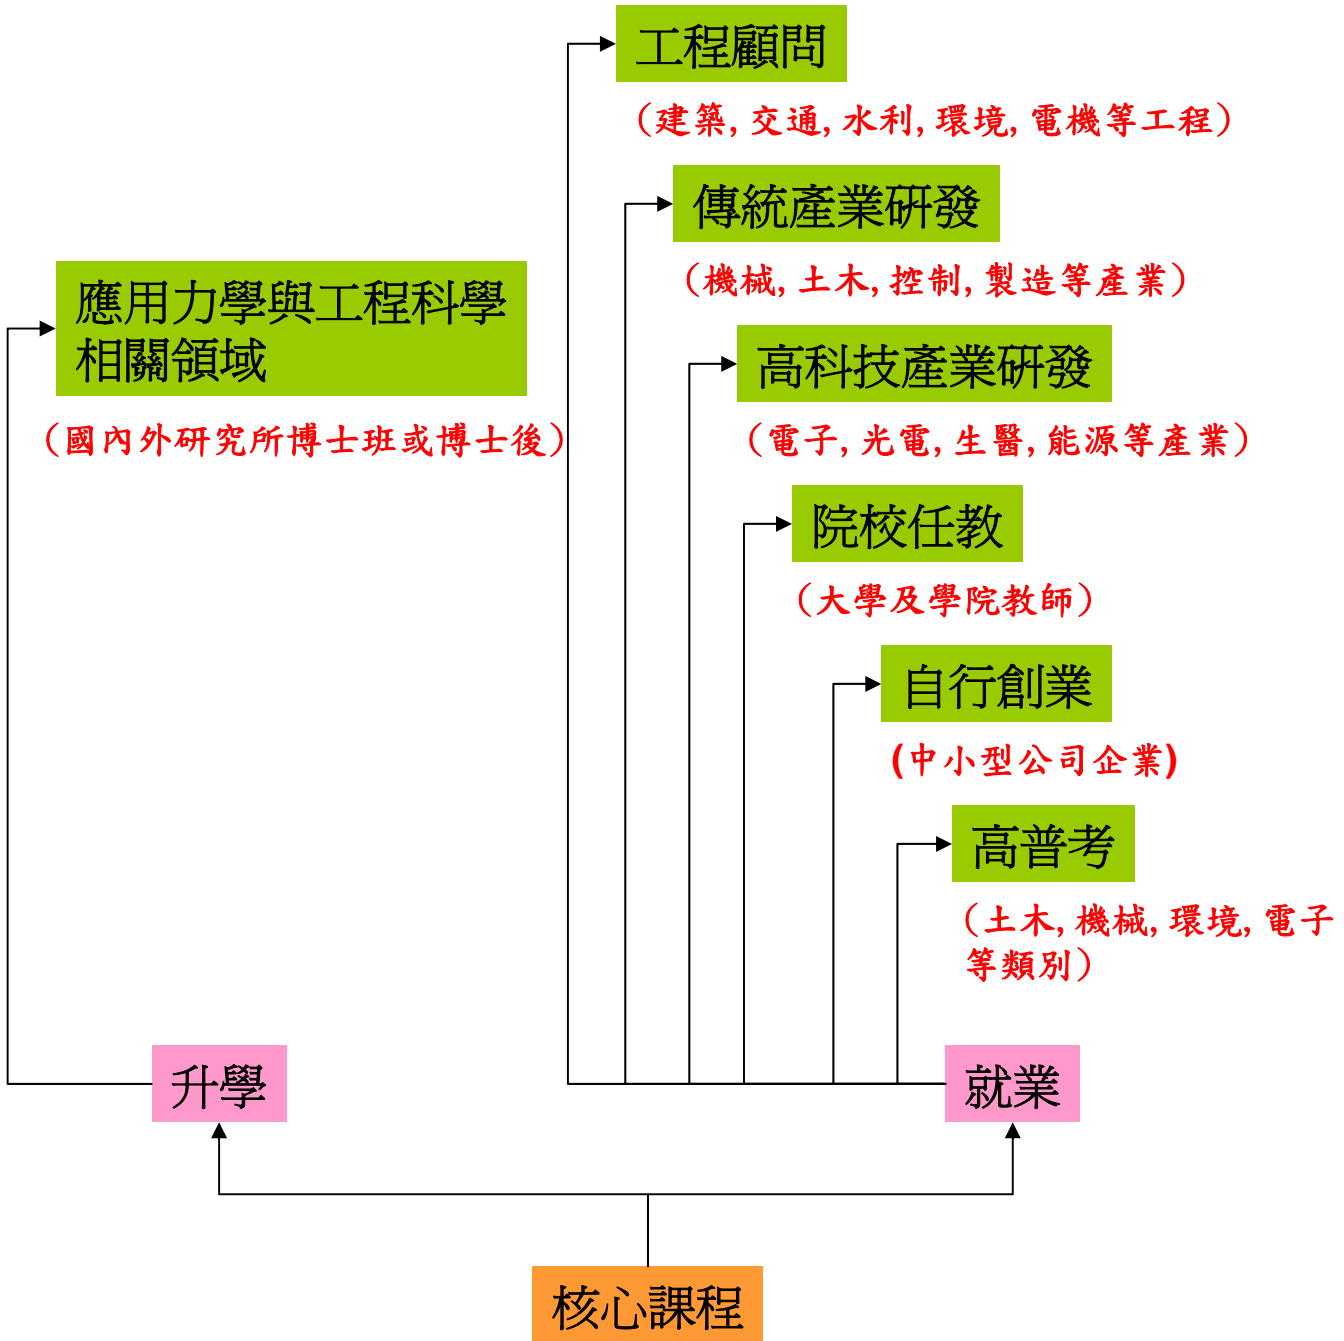 工程顧問
（建築, 交通, 水利, 環境, 電機等工程）
傳統產業研發
（機械, 土木, 控制, 製造等產業）
應用力學與工程科學
相關領域
（國內外研究所博士班或博士後）
高科技產業研發
（電子, 光電, 生醫, 能源等產業）
院校任教
（大學及學院教師）
自行創業
(中小型公司企業)
高普考
（土木, 機械, 環境, 電子
等類別）
升學
就業
核心課程